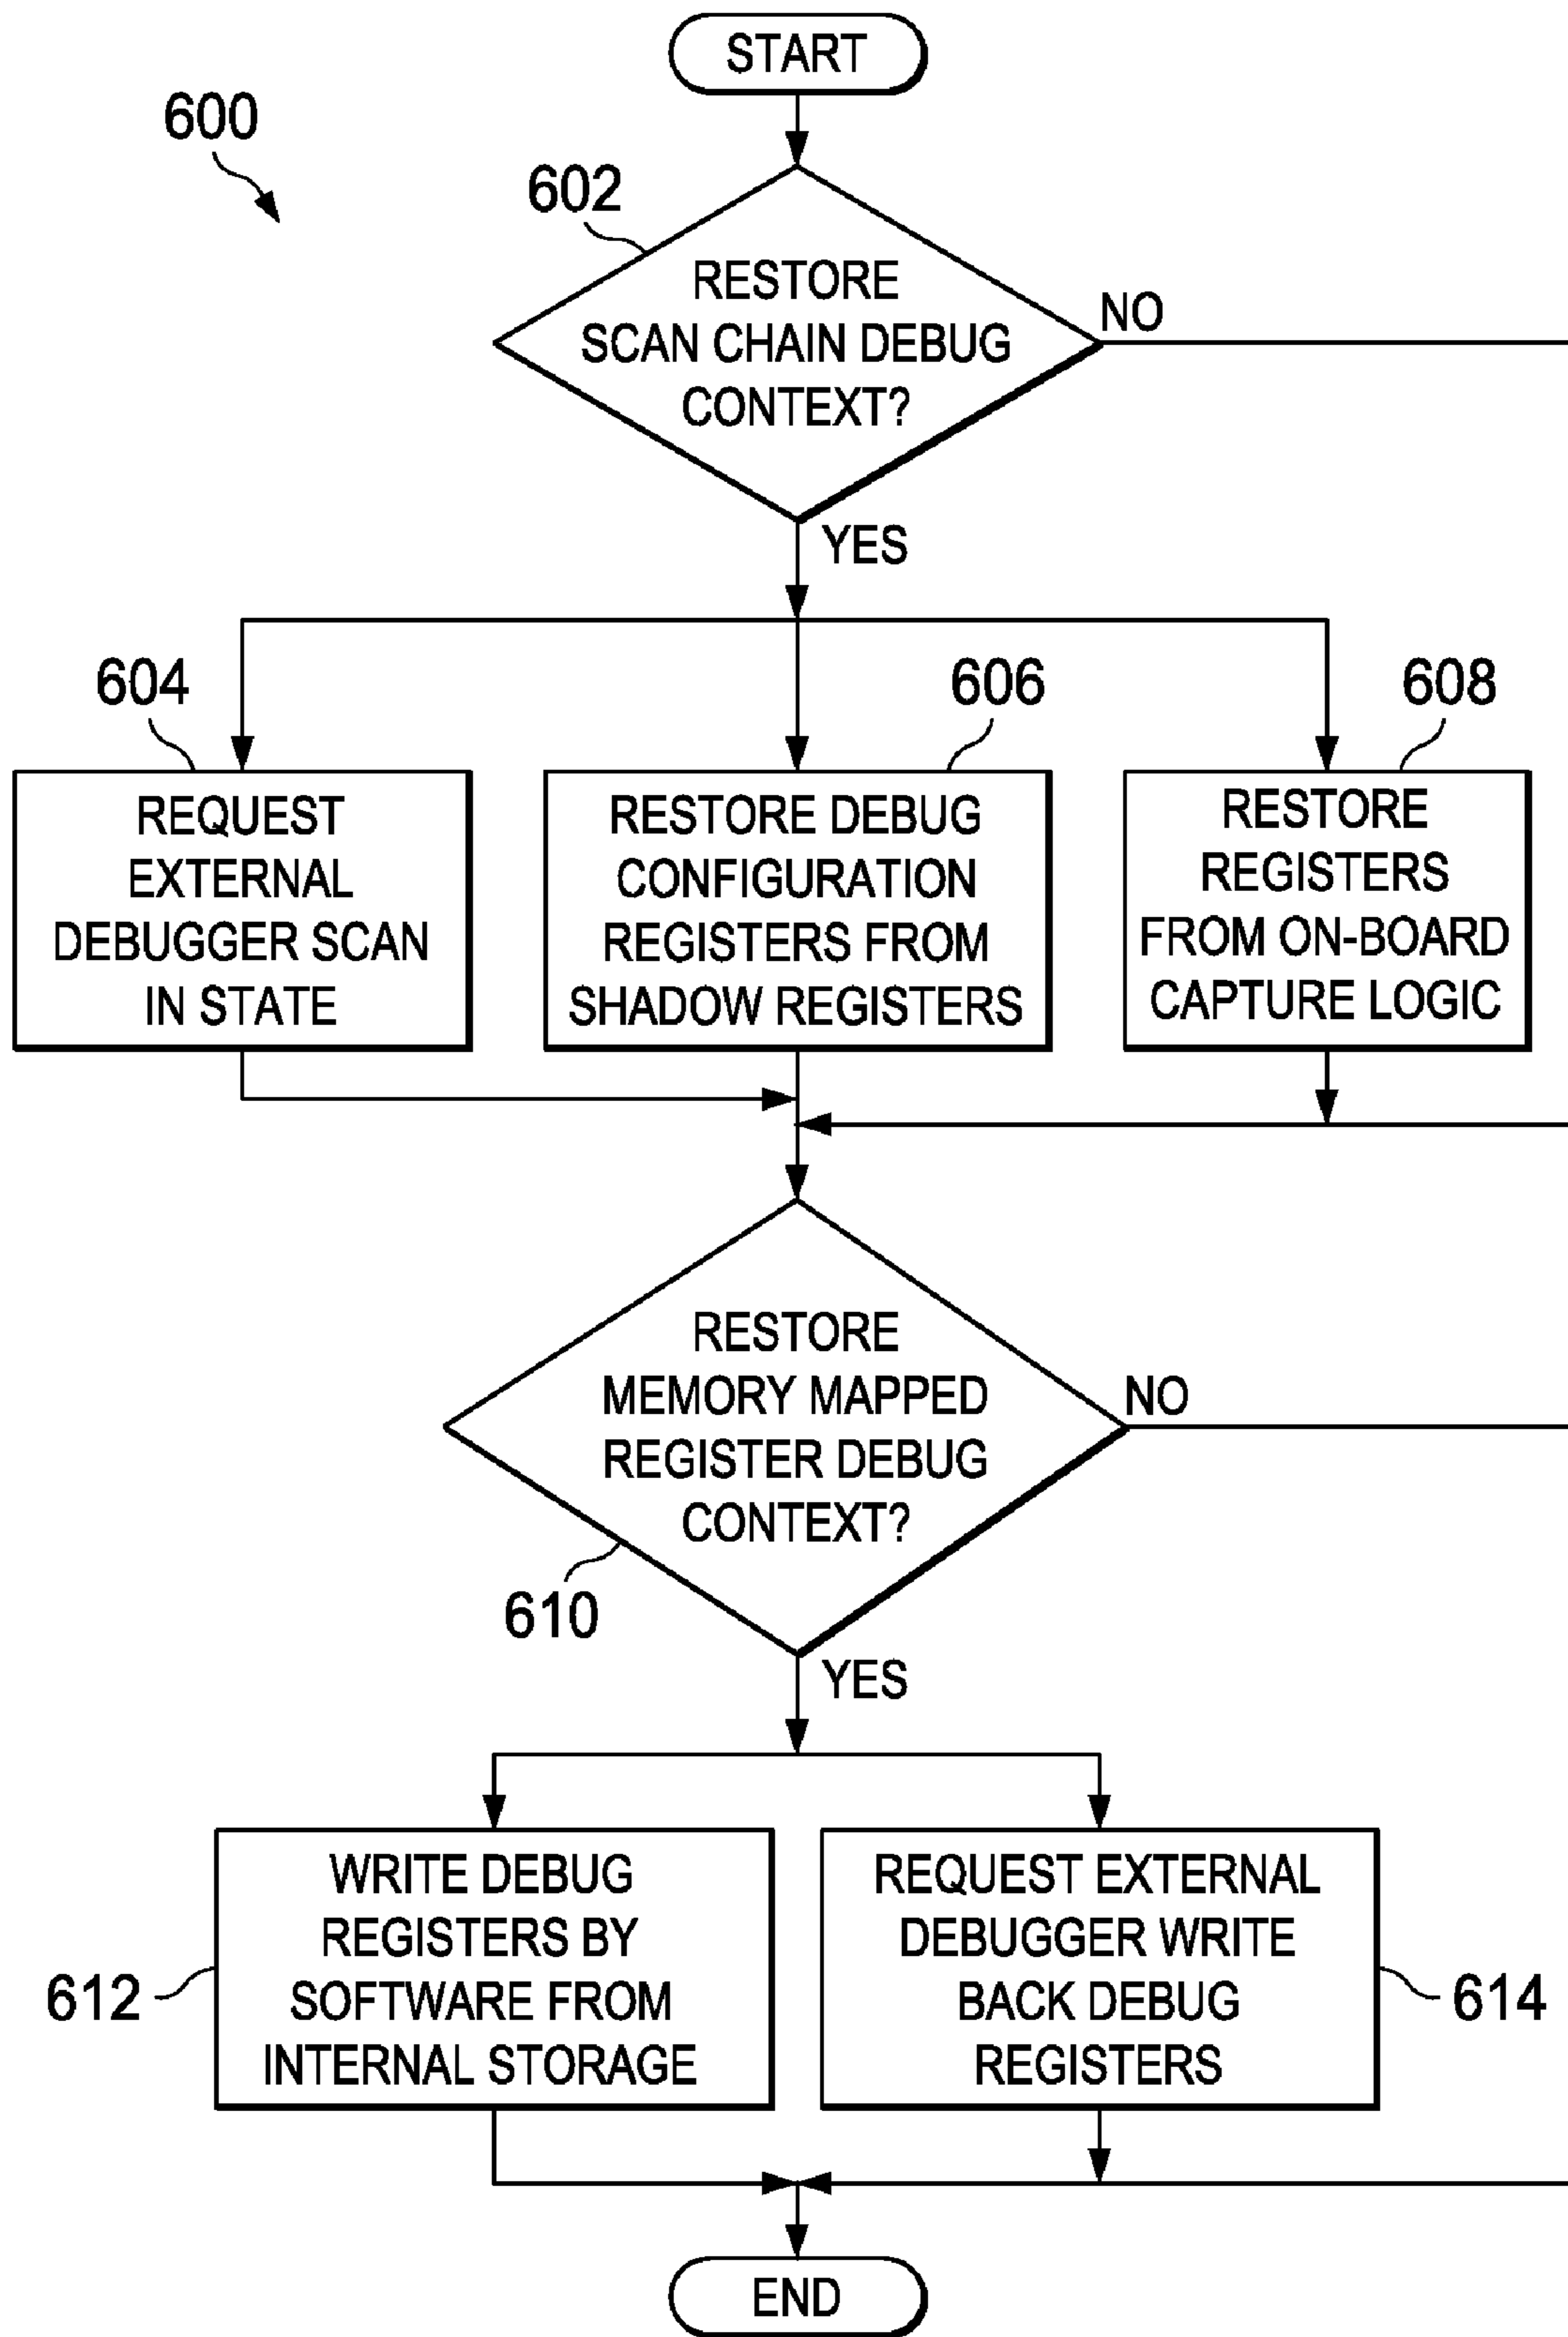 START
600
602
RESTORE
SCAN CHAIN DEBUG
CONTEXT?
NO
YES
604
606
608
REQUEST
EXTERNAL
DEBUGGER SCAN
IN STATE
RESTORE DEBUG
CONFIGURATION
REGISTERS FROM
SHADOW REGISTERS
RESTORE
REGISTERS
FROM ON-BOARD
CAPTURE LOGIC
RESTORE
MEMORY MAPPED
REGISTER DEBUG
CONTEXT?
NO
610
YES
WRITE DEBUG
REGISTERS BY
SOFTWARE FROM
INTERNAL STORAGE
612
REQUEST EXTERNAL
DEBUGGER WRITE
BACK DEBUG
REGISTERS
614
END